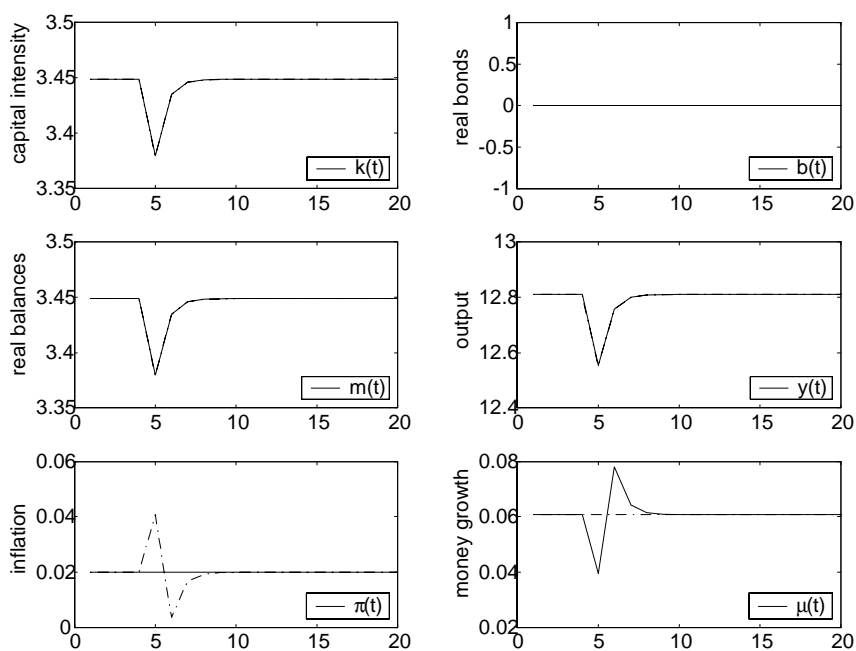 3.5
3.45
3.4
3.35
capital intensity
k(t)
0 5 10 15 20
1
0.5
0
-0.5
-1
real bonds
b(t)
0 5 10 15 20
3.5
3.45
3.4
3.35
real balances
m(t)
0 5 10 15 20
13
12.8
12.6
12.4
output
y(t)
0 5 10 15 20
0.06
0.04
0.02
0
inflation
π(t)
0 5 10 15 20
0.08
0.06
0.04
0.02
money growth
μ(t)
0 5 10 15 20